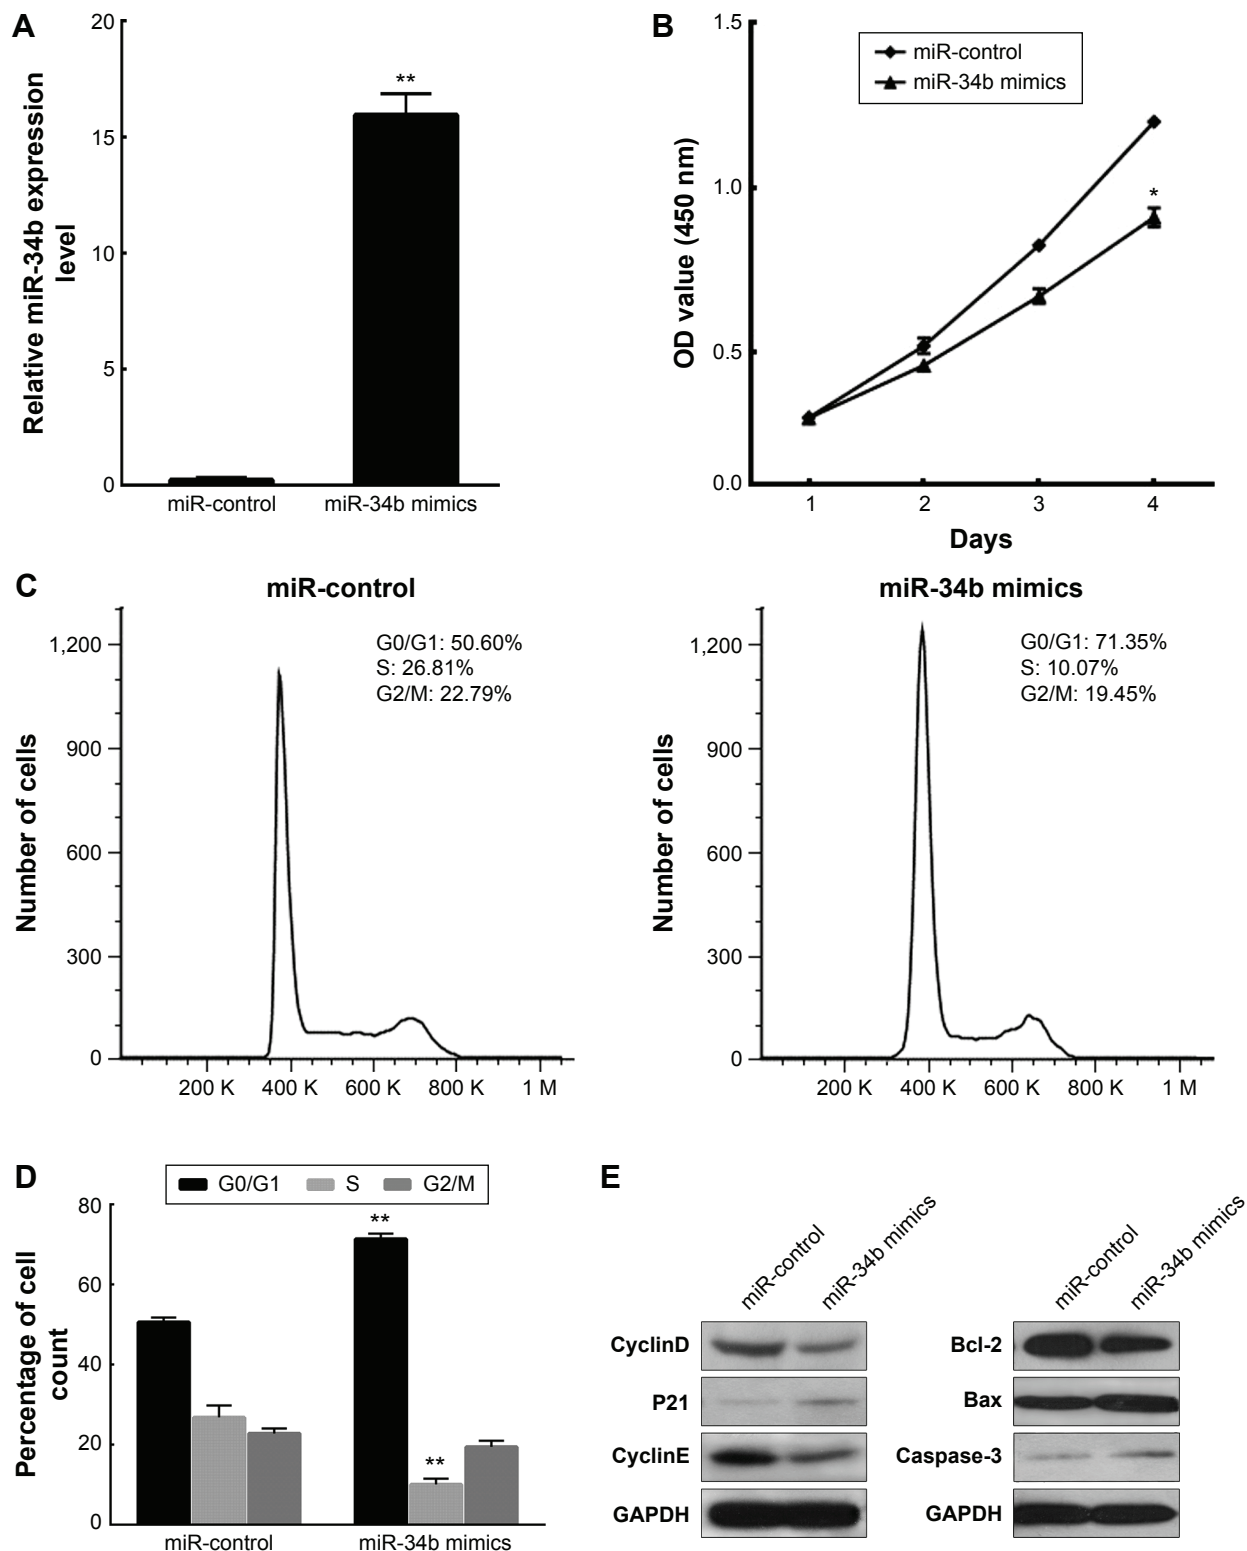 A
Relative miR-34b expression
level
20
15
10
5
0
**
miR-control
miR-34b mimics
B
OD value (450 nm)
1.5
1.0
0.5
0.0
miR-control
miR-34b mimics
*
1
2
3
4
Days
C
miR-control
Number of cells
1,200
900
600
300
0
G0/G1: 50.60%
S: 26.81%
G2/M: 22.79%
200 K
400 K
600 K
800 K
1 M
miR-34b mimics
Number of cells
1,200
900
600
300
0
G0/G1: 71.35%
S: 10.07%
G2/M: 19.45%
200 K
400 K
600 K
800 K
1 M
D
G0/G1
S
G2/M
Percentage of cell
count
80
60
40
20
0
**
**
miR-control
miR-34b mimics
E
miR-control
miR-34b mimics
CyclinD
P21
CyclinE
GAPDH
miR-control
miR-34b mimics
Bcl-2
Bax
Caspase-3
GAPDH